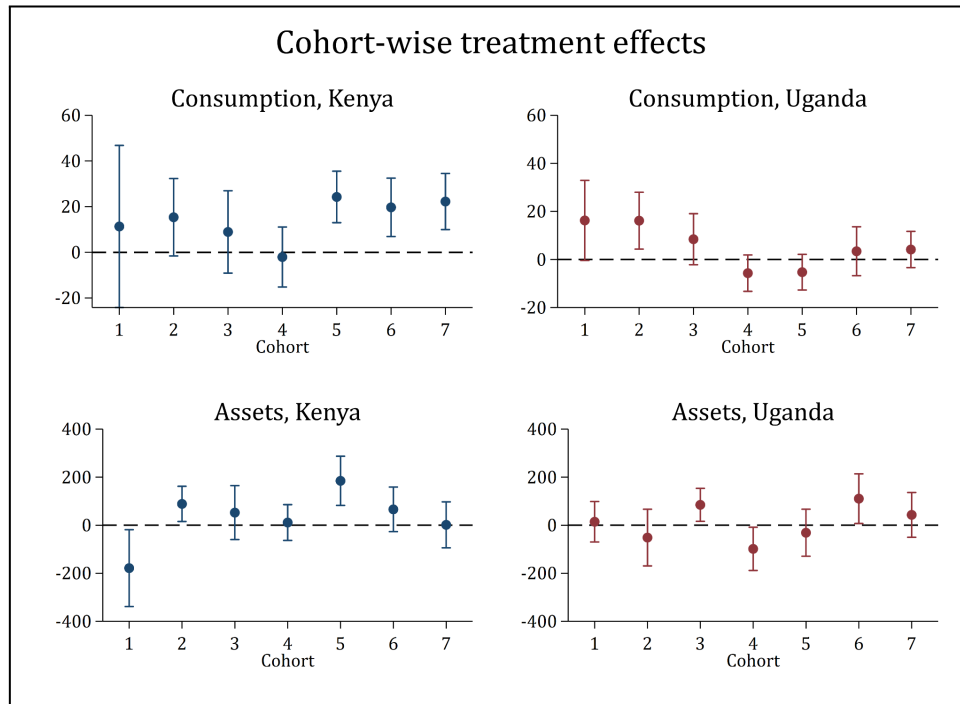 Cohort-wise treatment effects
Consumption, Kenya
60
40
20
0
-20
1 2 3 4 5 6 7
Cohort
Consumption, Uganda
60
40
20
0
-20
1 2 3 4 5 6 7
Cohort
Assets, Kenya
400
200
0
-200
-400
1 2 3 4 5 6 7
Cohort
Assets, Uganda
400
200
0
-200
-400
1 2 3 4 5 6 7
Cohort